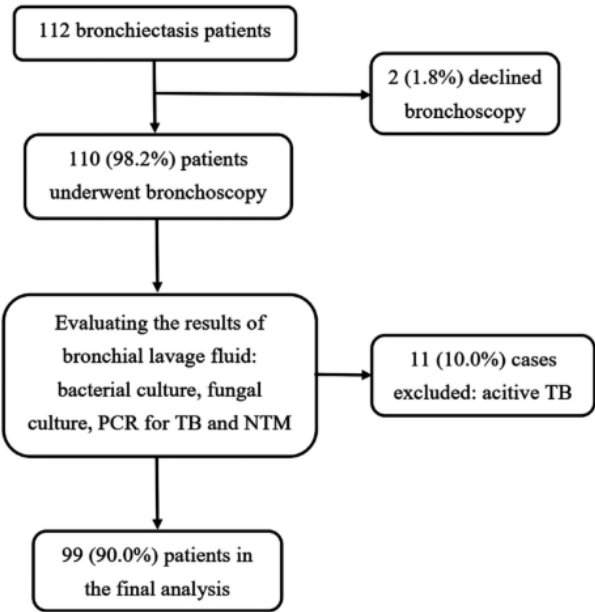 112 bronchiectasis patients
2 (1.8%) declined
bronchoscopy
110 (98.2%) patients
underwent bronchoscopy
Evaluating the results of
bronchial lavage fluid:
bacterial culture, fungal
culture, PCR for TB and NTM
11 (10.0%) cases
excluded: acitive TB
99 (90.0%) patients in
the final analysis